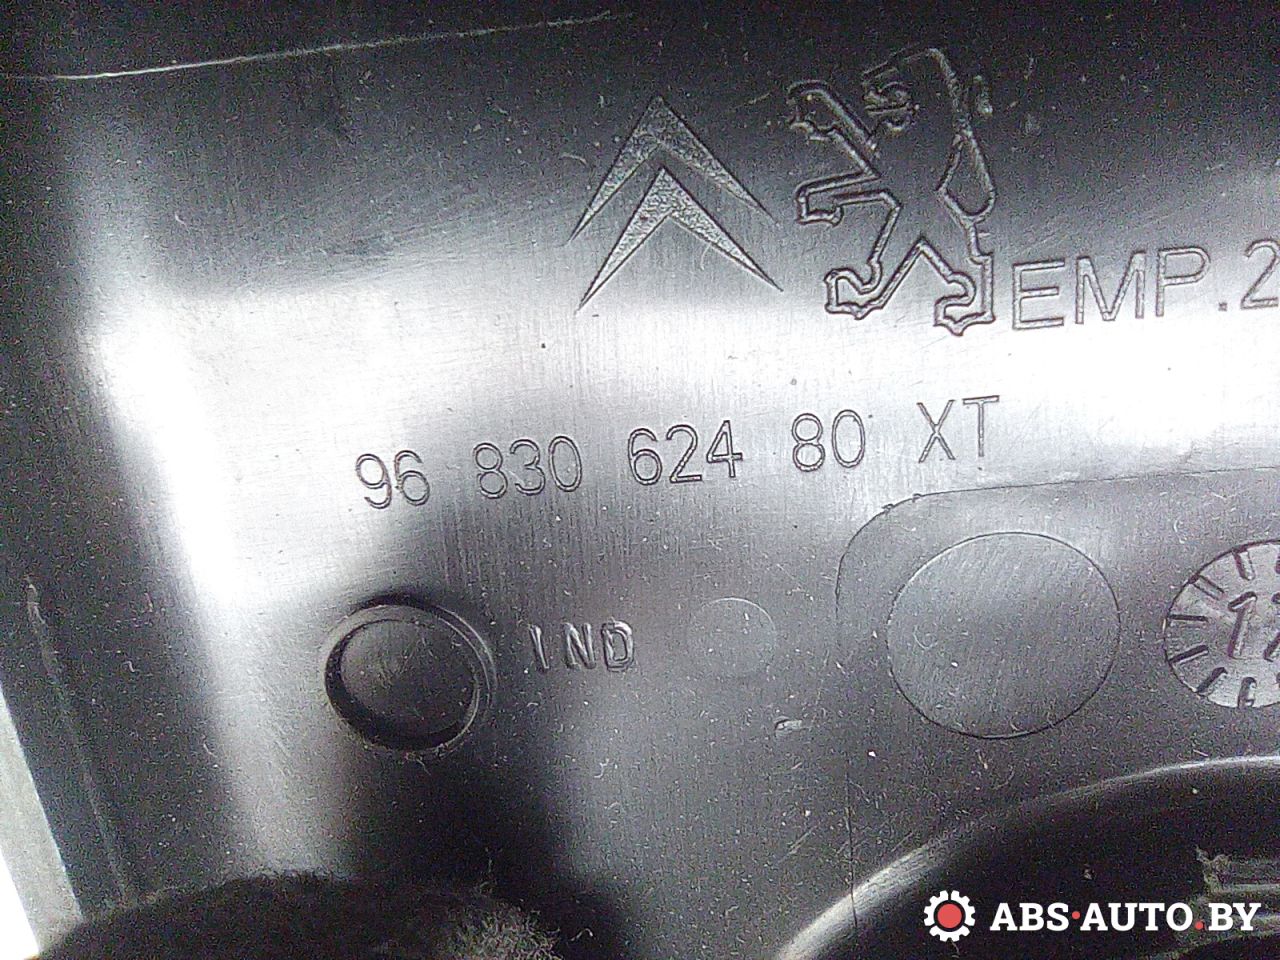 EMP.2
96 830 624 80 XT
IND
ABS·AUTO.BY